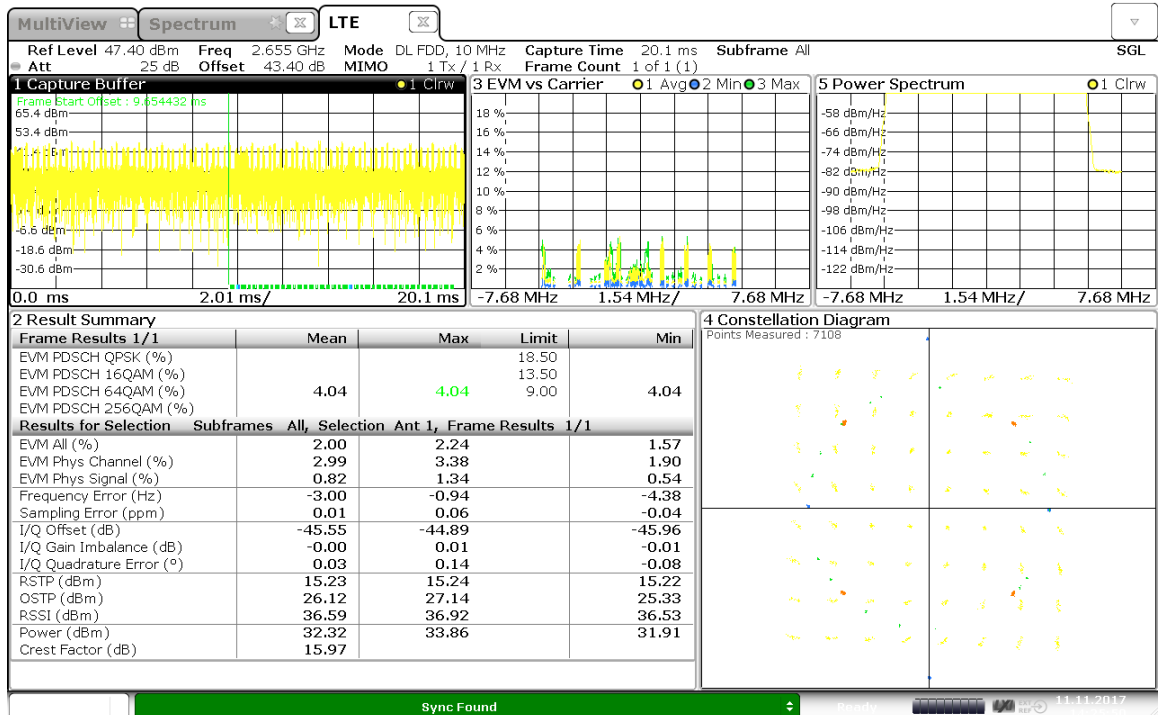 MultiView Spectrum LTE
Ref Level 47.40 dBm Freq 2.655 GHz Mode DL FDD, 10 MHz Capture Time 20.1 ms Subframe All SGL
Att 25 dB Offset 43.40 dB MIMO 1 Tx / 1 Rx Frame Count 1 of 1 (1)
1 Capture Buffer 1 Clrw
Frame Start Offset : 9.654432 ms
65.4 dBm
53.4 dBm
-6.6 dBm
-18.6 dBm
-30.6 dBm
0.0 ms 2.01 ms/ 20.1 ms
3 EVM vs Carrier 1 Avg 2 Min 3 Max
18 %
16 %
14 %
12 %
10 %
8 %
6 %
4 %
2 %
-7.68 MHz 1.54 MHz/ 7.68 MHz
5 Power Spectrum 1 Clrw
-58 dBm/Hz
-66 dBm/Hz
-74 dBm/Hz
-82 dBm/Hz
-90 dBm/Hz
-98 dBm/Hz
-106 dBm/Hz
-114 dBm/Hz
-122 dBm/Hz
-7.68 MHz 1.54 MHz/ 7.68 MHz
2 Result Summary
Frame Results 1/1 Mean Max Limit Min
EVM PDSCH QPSK (%) 18.50
EVM PDSCH 16QAM (%) 13.50
EVM PDSCH 64QAM (%) 4.04 4.04 9.00 4.04
EVM PDSCH 256QAM (%)
Results for Selection Subframes All, Selection Ant 1, Frame Results 1/1
EVM All (%) 2.00 2.24 1.57
EVM Phys Channel (%) 2.99 3.38 1.90
EVM Phys Signal (%) 0.82 1.34 0.54
Frequency Error (Hz) -3.00 -0.94 -4.38
Sampling Error (ppm) 0.01 0.06 -0.04
I/Q Offset (dB) -45.55 -44.89 -45.96
I/Q Gain Imbalance (dB) -0.00 0.01 -0.01
I/Q Quadrature Error (º) 0.03 0.14 -0.08
RSTP (dBm) 15.23 15.24 15.22
OSTP (dBm) 26.12 27.14 25.33
RSSI (dBm) 36.59 36.92 36.53
Power (dBm) 32.32 33.86 31.91
Crest Factor (dB) 15.97
4 Constellation Diagram
Points Measured : 7108
Sync Found
Ready
11.11.2017